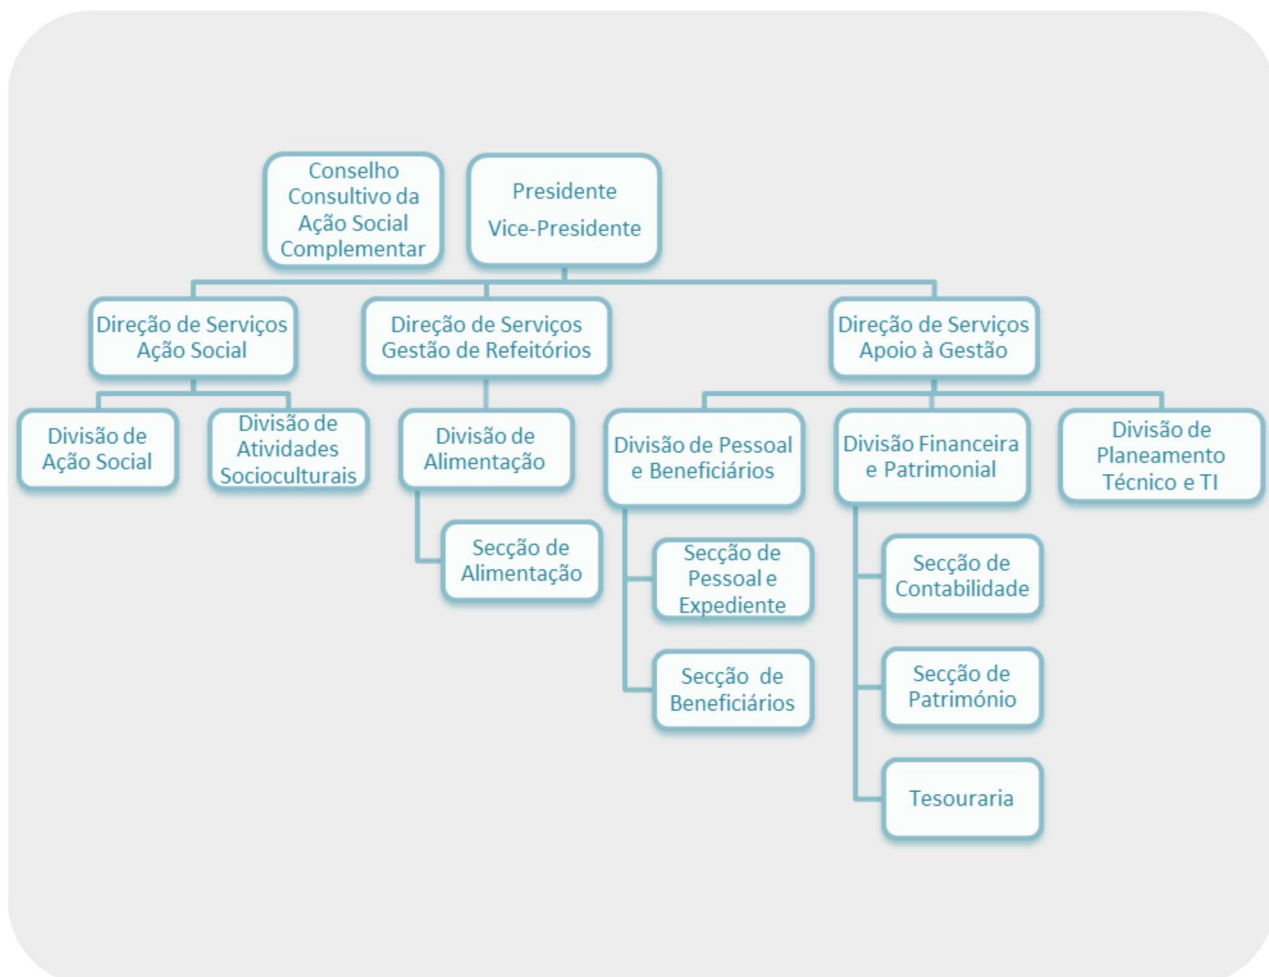 Conselho
Consultivo da
Ação Social
Complementar
Presidente
Vice-Presidente
Direção de Serviços
Ação Social
Direção de Serviços
Gestão de Refeitórios
Direção de Serviços
Apoio à Gestão
Divisão de
Ação Social
Divisão de
Atividades
Socioculturais
Divisão de
Alimentação
Divisão de Pessoal
e Beneficiários
Divisão Financeira
e Patrimonial
Divisão de
Planeamento
Técnico e TI
Secção de
Alimentação
Secção de
Pessoal e
Expediente
Secção de
Contabilidade
Secção de
Beneficiários
Secção de
Património
Tesouraria